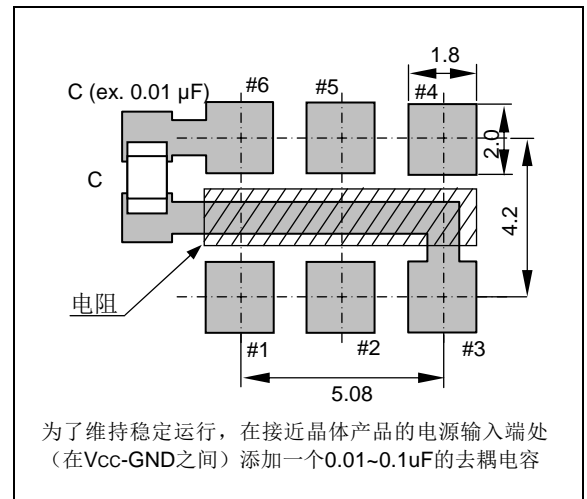 1.8
C (ex. 0.01 µF)
#6
#5
#4
2.0
C
4.2
电阻
#1
#2
#3
5.08
为了维持稳定运行，在接近晶体产品的电源输入端处
（在Vcc-GND之间）添加一个0.01~0.1uF的去耦电容